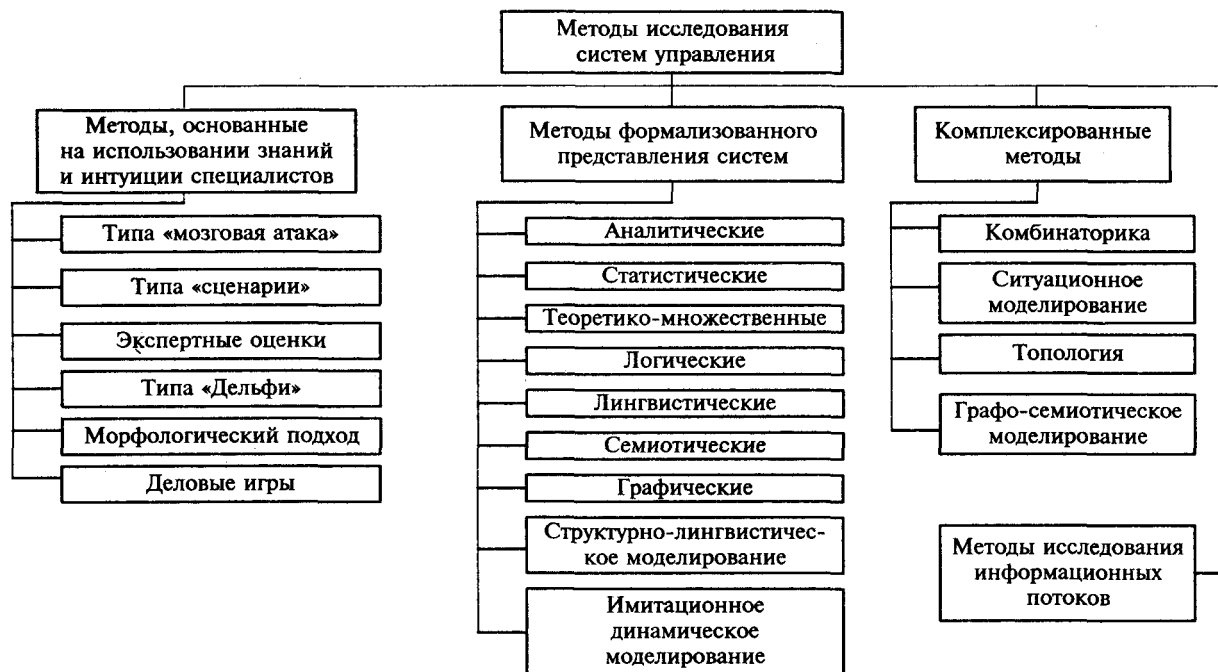 Методы исследования
систем управления
Методы, основанные
на использовании знаний
и интуиции специалистов
Типа «мозговая атака»
Типа «сценарии»
Экспертные оценки
Типа «Дельфи»
Морфологический подход
Деловые игры
Методы формализованного
представления систем
Аналитические
Статистические
Теоретико-множественные
Логические
Лингвистические
Семиотические
Графические
Структурно-лингвистичес-
кое моделирование
Имитационное
динамическое
моделирование
Комплексированные
методы
Комбинаторика
Ситуационное
моделирование
Топология
Графо-семиотическое
моделирование
Методы исследования
информационных
потоков